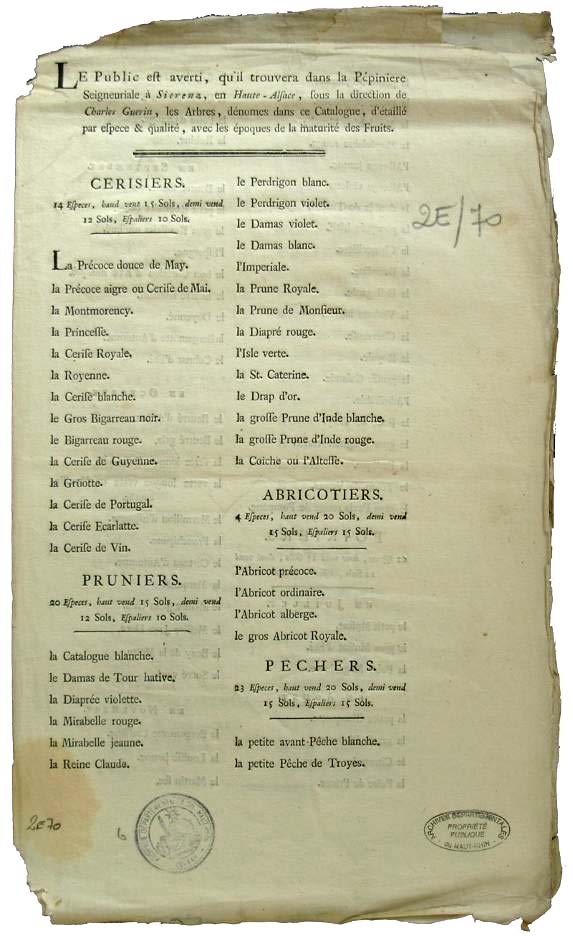 LE Public eſt averti, qu'il trouvera dans la Pépiniere
Seigneuriale à Sierenz, en Haute-Alſace, ſous la direction de
Charles Guerin, les Arbres, dénomes dans ce Catalogue, d'étaillé
par eſpece & qualité, avec les époques de la maturité des Fruits.
CERISIERS.
14 Eſpeces, haud vent 15 Sols, demi vend
12 Sols, Eſpaliers 10 Sols.
La Précoce douce de May.
la Précoce aigre ou Ceriſe de Mai.
la Montmorency.
la Princeſſe.
la Ceriſe Royale.
la Royenne.
la Ceriſe blanche.
le Gros Bigarreau noir.
le Bigarreau rouge.
la Ceriſe de Guyenne.
la Grüotte.
la Ceriſe de Portugal.
la Ceriſe Ecarlatte.
la Ceriſe de Vin.
PRUNIERS.
20 Eſpeces, haut vend 15 Sols, demi vend
12 Sols, Eſpaliers 10 Sols.
la Catalogue blanche.
le Damas de Tour hative.
la Diaprée violette.
la Mirabelle rouge.
la Mirabelle jeaune.
la Reine Claude.
le Perdrigon blanc.
le Perdrigon violet.
le Damas violet.
le Damas blanc.
l'Imperiale.
la Prune Royale.
la Prune de Monſieur.
la Diapré rouge.
l'Isle verte.
la St. Caterine.
le Drap d'or.
la groſſe Prune d'Inde blanche.
la groſſe Prune d'Inde rouge.
la Coiche ou l'Alteſſe.
ABRICOTIERS.
4 Eſpeces, haut vend 20 Sols, demi vend
15 Sols, Eſpaliers 15 Sols.
l'Abricot précoce.
l'Abricot ordinaire.
l'Abricot alberge.
le gros Abricot Royale.
PECHERS.
23 Eſpeces, haut vend 20 Sols, demi vend
15 Sols, Eſpaliers 15 Sols.
la petite avant-Pêche blanche.
la petite Pêche de Troyes.
2E/70
2E70
6
ARCHIVES DEPARTEMENTALES
PROPRIÉTÉ
PUBLIQUE
DU HAUT-RHIN